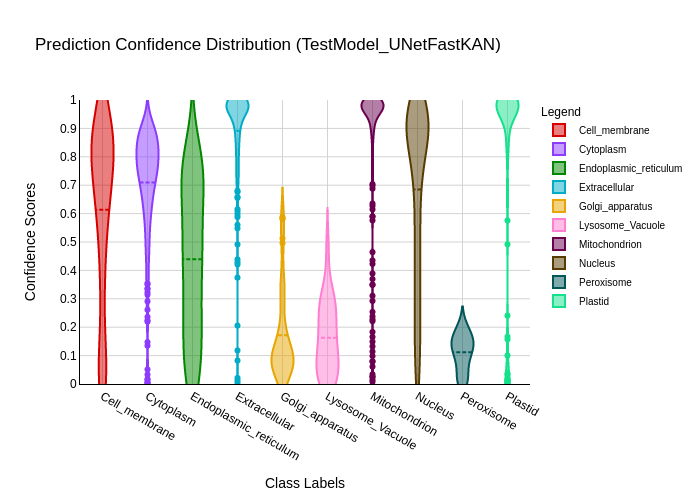 Prediction Confidence Distribution (TestModel_UNetFastKAN)
Confidence Scores
1
0.9
0.8
0.7
0.6
0.5
0.4
0.3
0.2
0.1
0
Cell_membrane
Cytoplasm
Endoplasmic_reticulum
Extracellular
Golgi_apparatus
Lysosome_Vacuole
Mitochondrion
Nucleus
Peroxisome
Plastid
Class Labels
Legend
Cell_membrane
Cytoplasm
Endoplasmic_reticulum
Extracellular
Golgi_apparatus
Lysosome_Vacuole
Mitochondrion
Nucleus
Peroxisome
Plastid